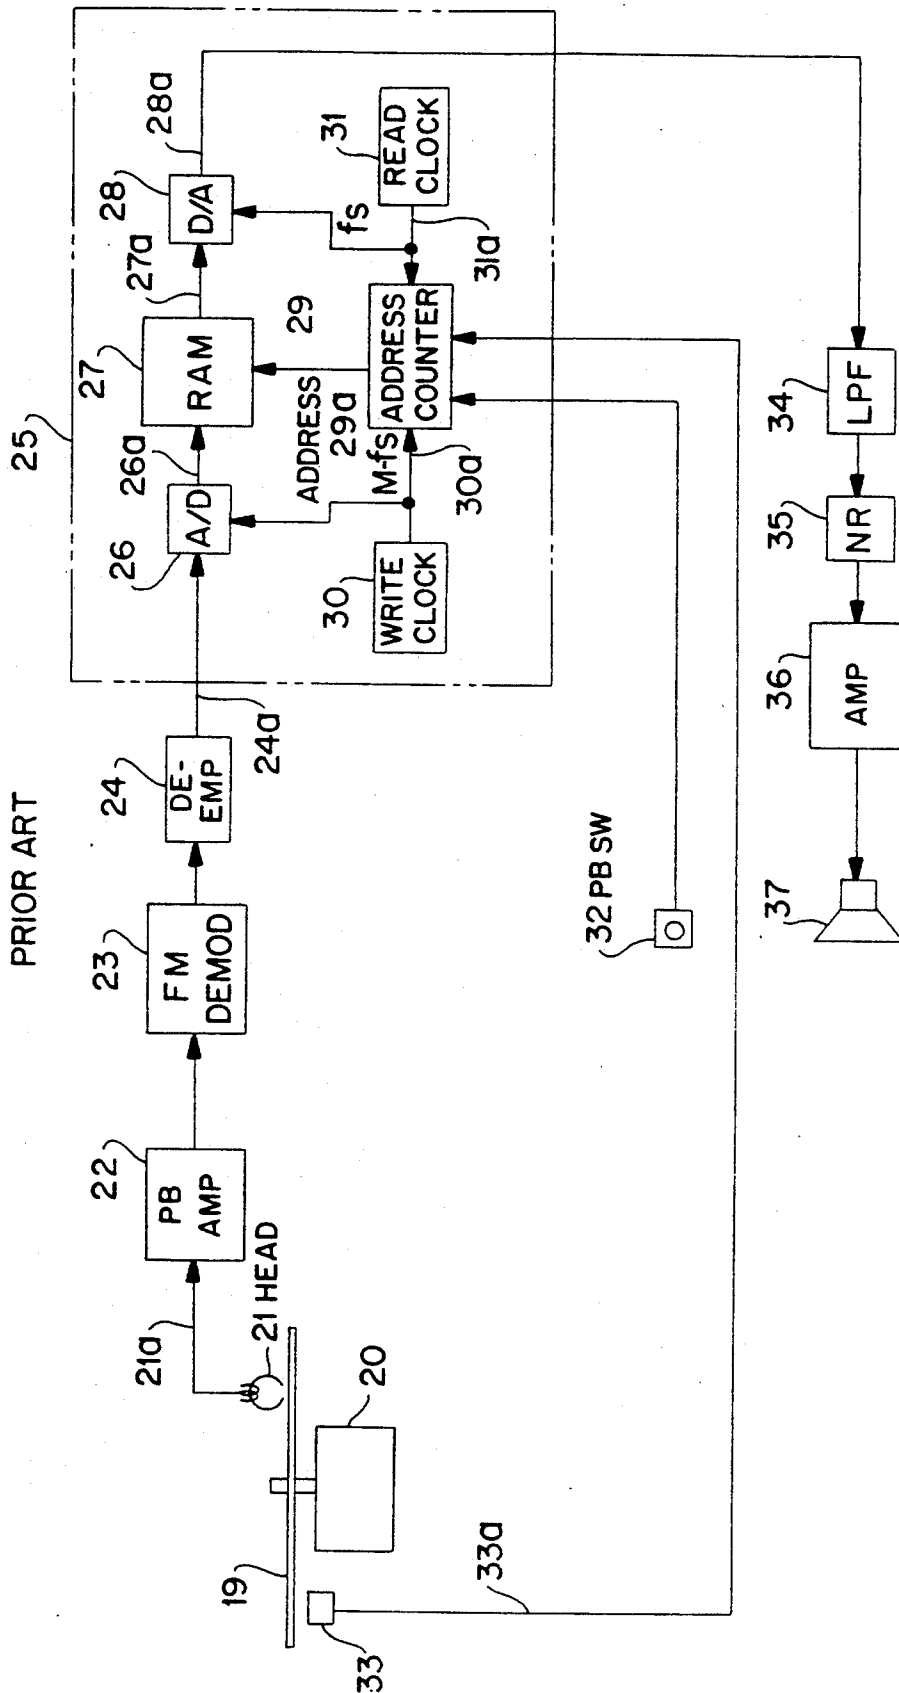 PRIOR ART
25
21a
22
PB
AMP
23
FM
DEMOD
24
DE-
EMP
24a
26
A/D
26a
27
RAM
27a
28
D/A
28a
ADDRESS
29a
29
ADDRESS
COUNTER
30
WRITE
CLOCK
M·fs
30a
31
READ
CLOCK
31a
fs
21 HEAD
19
20
33
33a
32 PB SW
34
LPF
35
NR
36
AMP
37